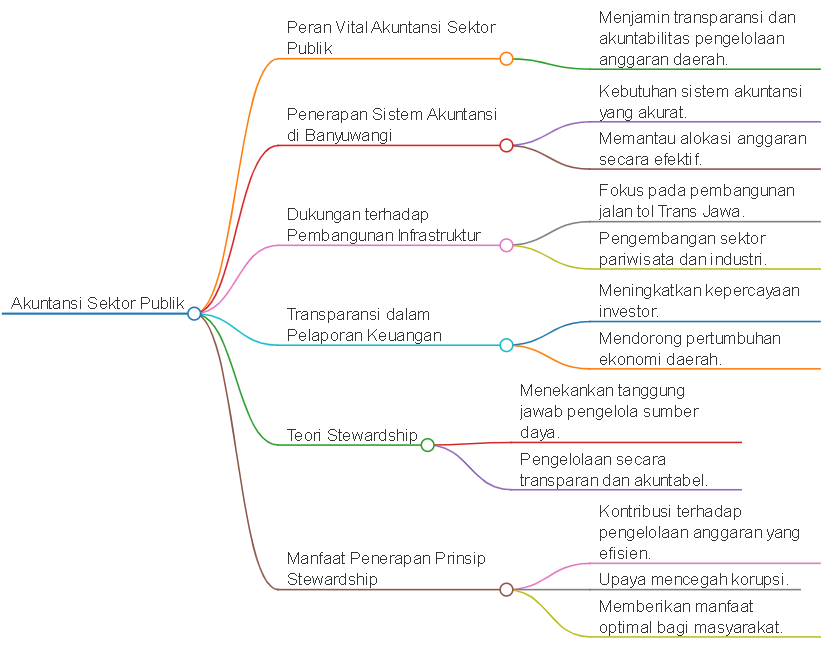 Akuntansi Sektor Publik
Peran Vital Akuntansi Sektor
Publik
Menjamin transparansi dan
akuntabilitas pengelolaan
anggaran daerah.
Penerapan Sistem Akuntansi
di Banyuwangi
Kebutuhan sistem akuntansi
yang akurat.
Memantau alokasi anggaran
secara efektif.
Dukungan terhadap
Pembangunan Infrastruktur
Fokus pada pembangunan
jalan tol Trans Jawa.
Pengembangan sektor
pariwisata dan industri.
Transparansi dalam
Pelaporan Keuangan
Meningkatkan kepercayaan
investor.
Mendorong pertumbuhan
ekonomi daerah.
Teori Stewardship
Menekankan tanggung
jawab pengelola sumber
daya.
Pengelolaan secara
transparan dan akuntabel.
Manfaat Penerapan Prinsip
Stewardship
Kontribusi terhadap
pengelolaan anggaran yang
efisien.
Upaya mencegah korupsi.
Memberikan manfaat
optimal bagi masyarakat.